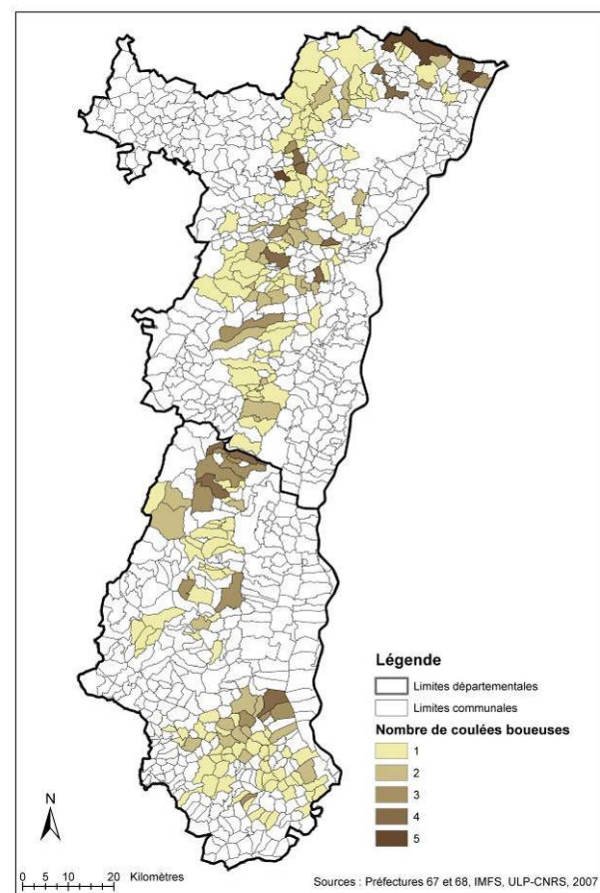 Légende
Limites départementales
Limites communales
Nombre de coulées boueuses
1
2
3
4
5
N
0 5 10 20 Kilomètres
Sources : Préfectures 67 et 68, IMFS, ULP-CNRS, 2007